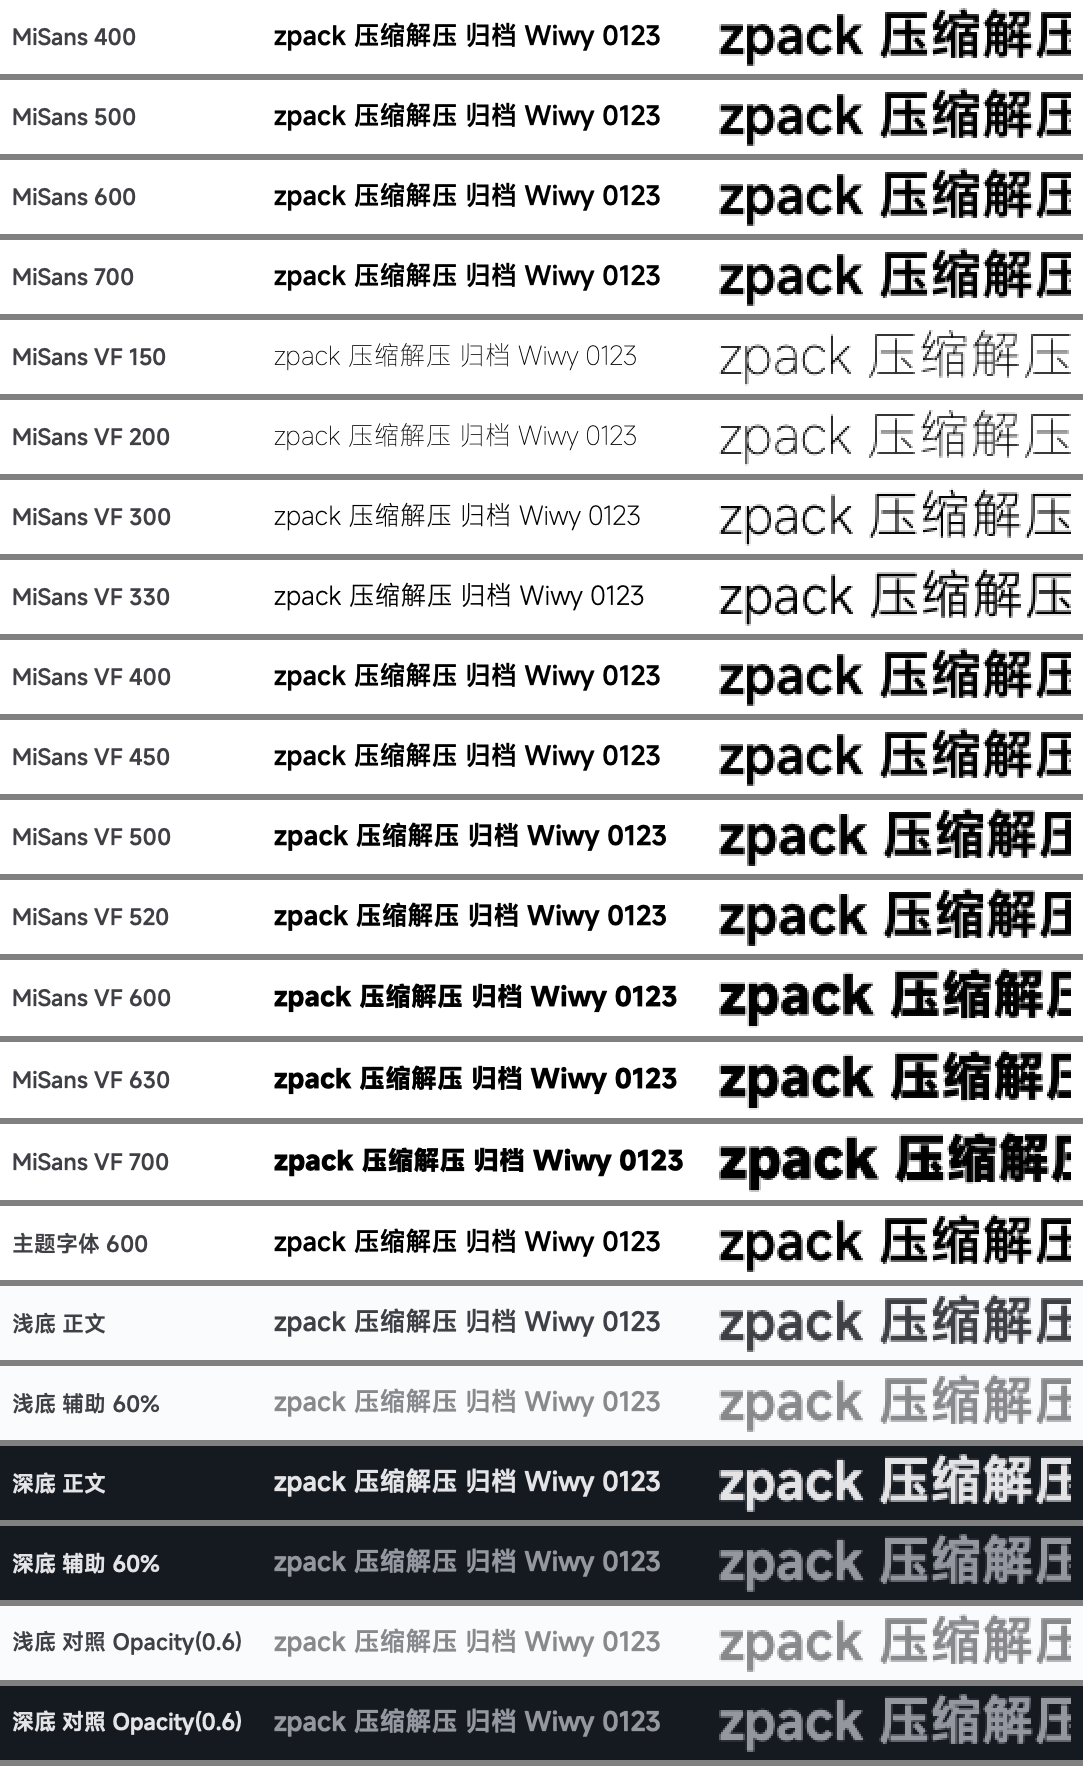 MiSans 400 zpack 压缩解压 归档 Wiwy 0123 zpack 压缩解压
MiSans 500 zpack 压缩解压 归档 Wiwy 0123 zpack 压缩解压
MiSans 600 zpack 压缩解压 归档 Wiwy 0123 zpack 压缩解压
MiSans 700 zpack 压缩解压 归档 Wiwy 0123 zpack 压缩解压
MiSans VF 150 zpack 压缩解压 归档 Wiwy 0123 zpack 压缩解压
MiSans VF 200 zpack 压缩解压 归档 Wiwy 0123 zpack 压缩解压
MiSans VF 300 zpack 压缩解压 归档 Wiwy 0123 zpack 压缩解压
MiSans VF 330 zpack 压缩解压 归档 Wiwy 0123 zpack 压缩解压
MiSans VF 400 zpack 压缩解压 归档 Wiwy 0123 zpack 压缩解压
MiSans VF 450 zpack 压缩解压 归档 Wiwy 0123 zpack 压缩解压
MiSans VF 500 zpack 压缩解压 归档 Wiwy 0123 zpack 压缩解压
MiSans VF 520 zpack 压缩解压 归档 Wiwy 0123 zpack 压缩解压
MiSans VF 600 zpack 压缩解压 归档 Wiwy 0123 zpack 压缩解压
MiSans VF 630 zpack 压缩解压 归档 Wiwy 0123 zpack 压缩解压
MiSans VF 700 zpack 压缩解压 归档 Wiwy 0123 zpack 压缩解压
主题字体 600 zpack 压缩解压 归档 Wiwy 0123 zpack 压缩解压
浅底 正文 zpack 压缩解压 归档 Wiwy 0123 zpack 压缩解压
浅底 辅助 60% zpack 压缩解压 归档 Wiwy 0123 zpack 压缩解压
深底 正文 zpack 压缩解压 归档 Wiwy 0123 zpack 压缩解压
深底 辅助 60% zpack 压缩解压 归档 Wiwy 0123 zpack 压缩解压
浅底 对照 Opacity(0.6) zpack 压缩解压 归档 Wiwy 0123 zpack 压缩解压
深底 对照 Opacity(0.6) zpack 压缩解压 归档 Wiwy 0123 zpack 压缩解压